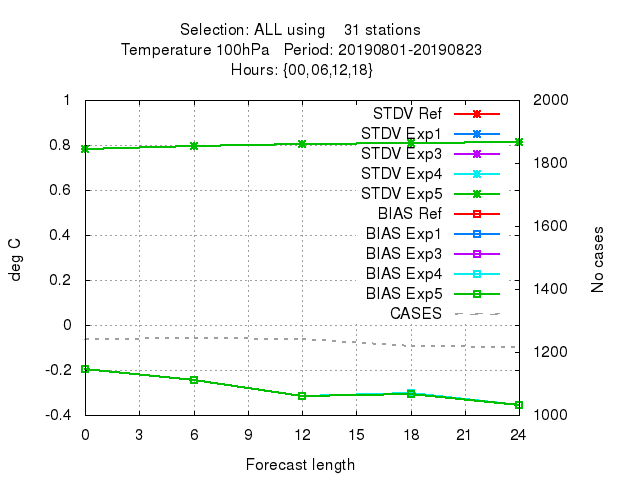 Selection: ALL using 31 stations
Temperature 100hPa Period: 20190801-20190823
Hours: {00,06,12,18}
1
0.8
0.6
0.4
0.2
0
-0.2
-0.4
deg C
STDV Ref
STDV Exp1
STDV Exp3
STDV Exp4
STDV Exp5
BIAS Ref
BIAS Exp1
BIAS Exp3
BIAS Exp4
BIAS Exp5
CASES
2000
1800
1600
1400
1200
1000
No cases
0 3 6 9 12 15 18 21 24
Forecast length